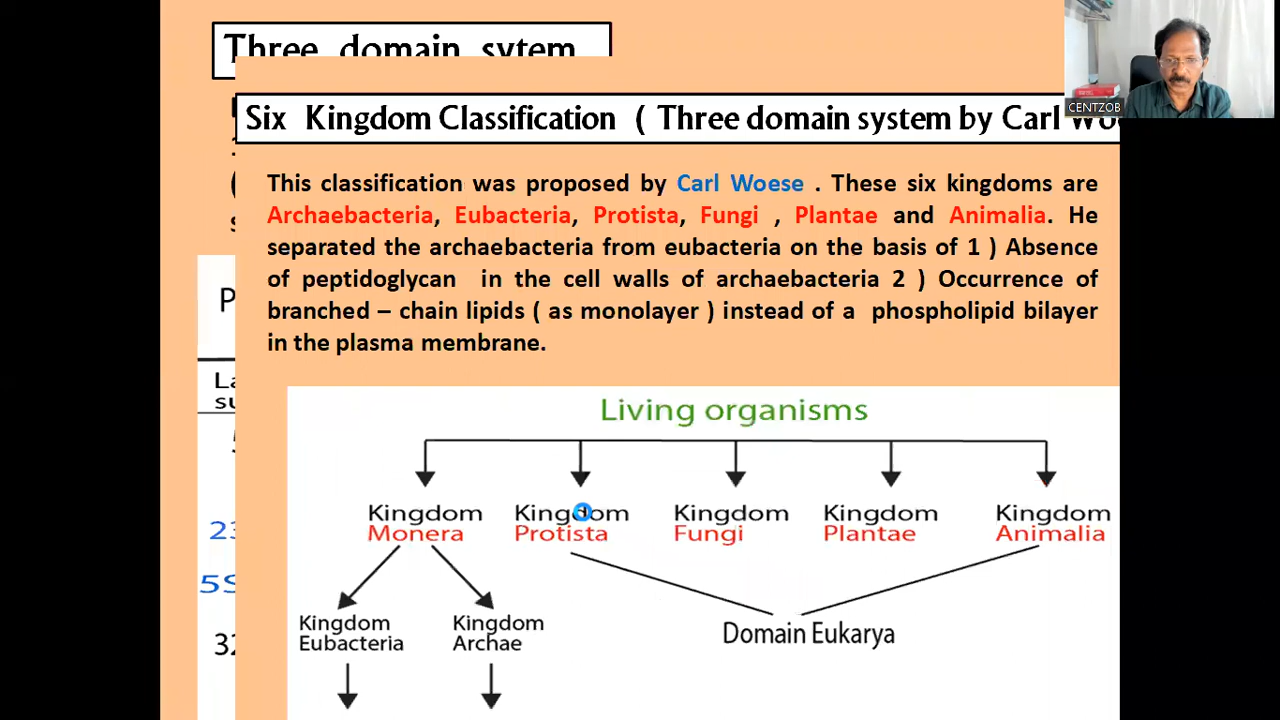 Three domain sytem
Six Kingdom Classification ( Three domain system by Carl
CENTZOB
This classification was proposed by Carl Woese . These six kingdoms are
Archaebacteria, Eubacteria, Protista, Fungi , Plantae and Animalia. He
separated the archaebacteria from eubacteria on the basis of 1 ) Absence
of peptidoglycan in the cell walls of archaebacteria 2 ) Occurrence of
branched – chain lipids ( as monolayer ) instead of a phospholipid bilayer
in the plasma membrane.
Living organisms
Kingdom Kingdom Kingdom Kingdom Kingdom
Monera Protista Fungi Plantae Animalia
Kingdom Kingdom
Eubacteria Archae
Domain Eukarya